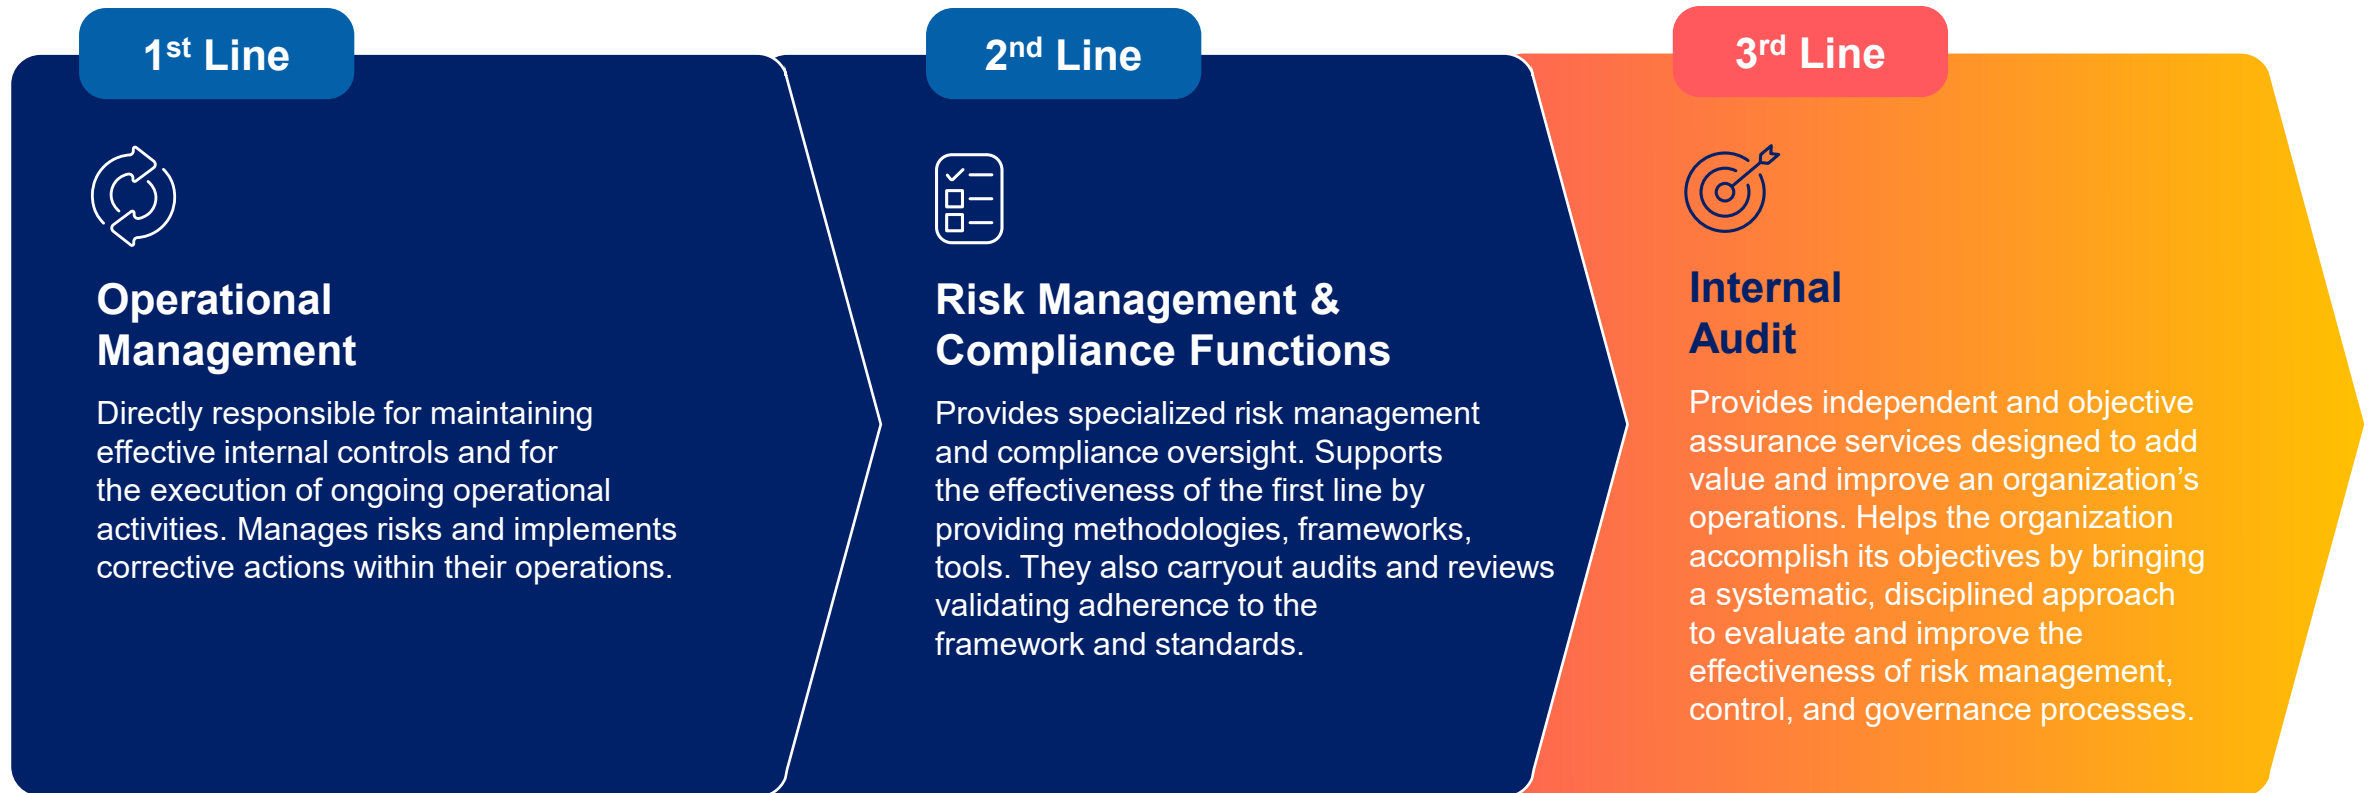 1st Line
Operational
Management
Directly responsible for maintaining
effective internal controls and for
the execution of ongoing operational
activities. Manages risks and implements
corrective actions within their operations.
2nd Line
Risk Management &
Compliance Functions
Provides specialized risk management
and compliance oversight. Supports
the effectiveness of the first line by
providing methodologies, frameworks,
tools. They also carryout audits and reviews
validating adherence to the
framework and standards.
3rd Line
Internal
Audit
Provides independent and objective
assurance services designed to add
value and improve an organization’s
operations. Helps the organization
accomplish its objectives by bringing
a systematic, disciplined approach
to evaluate and improve the
effectiveness of risk management,
control, and governance processes.